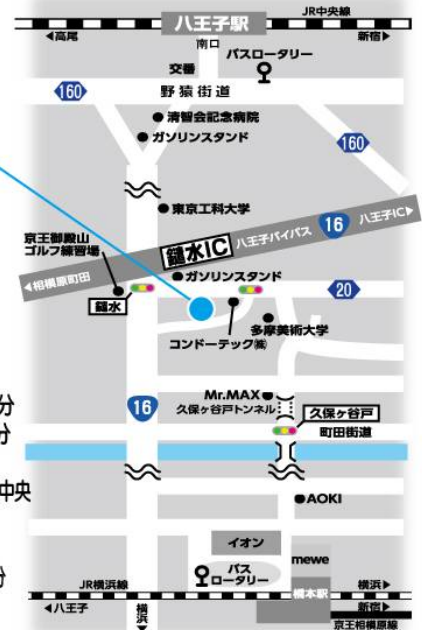 八王子駅
JR中央線
◀高尾
新宿▶
南口
バスロータリー
交番
160
野猿街道
清智会記念病院
ガソリンスタンド
160
東京工科大学
鑓水IC
八王子バイパス
16
八王子IC▶
京王御殿山
ゴルフ練習場
◀相模原町田
ガソリンスタンド
鑓水
20
コンドーテック㈱
多摩美術大学
分
16
Mr.MAX
久保ヶ谷戸トンネル
久保ヶ谷戸
分
町田街道
中央
AOKI
イオン
mewe
バス
ロータリー
分
JR横浜線
橋本駅
横浜▶
◀八王子
横浜▼
新宿▶
京王相模原線